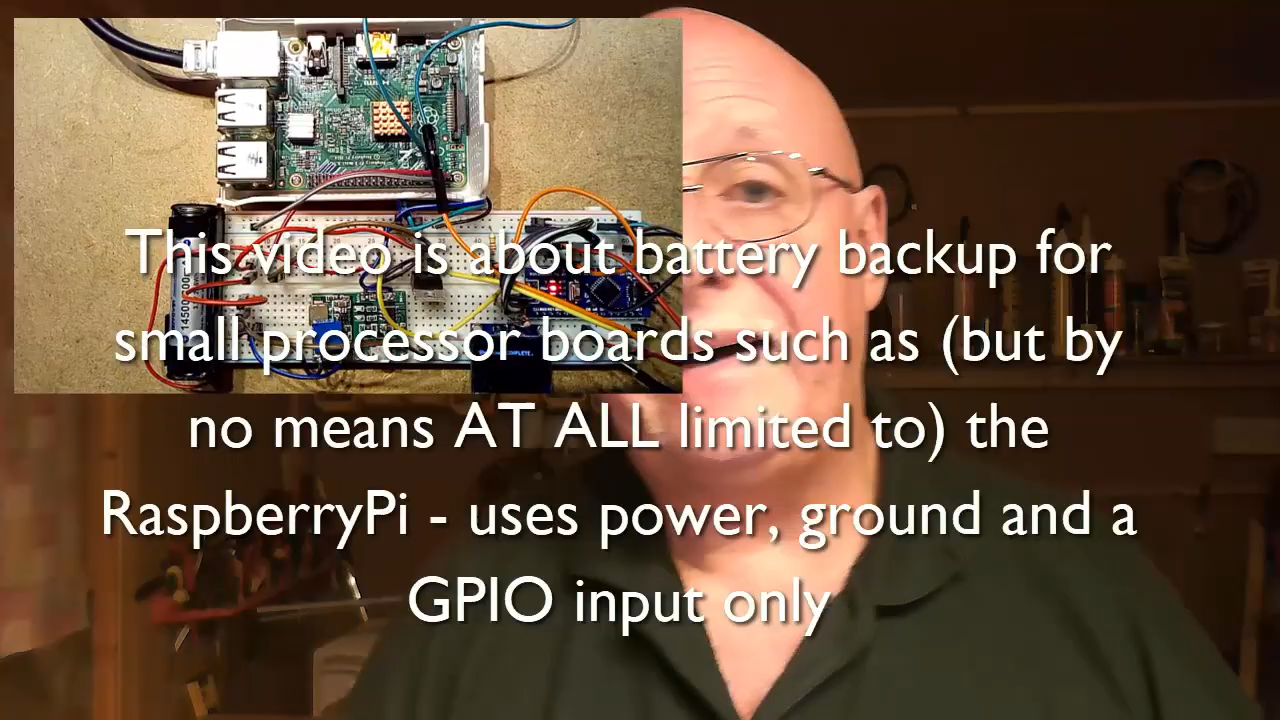 This video is about battery backup for
small processor boards such as (but by
no means AT ALL limited to) the
RaspberryPi - uses power, ground and a
GPIO input only